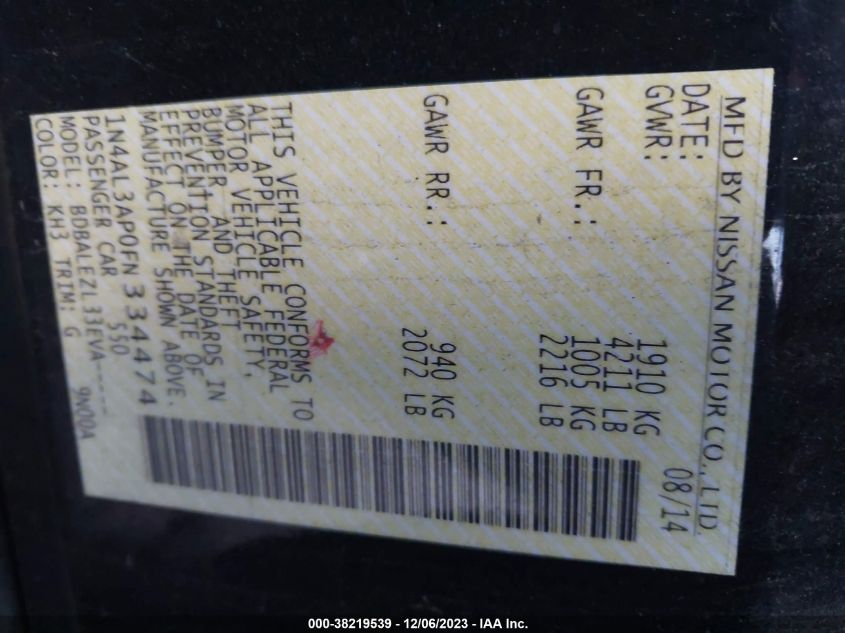 MFD BY NISSAN MOTOR CO., LTD.
DATE: 08/14
GVWR: 1910 KG
4211 LB
GAWR FR.: 1005 KG
2216 LB
GAWR RR.: 940 KG
2072 LB
THIS VEHICLE CONFORMS TO
ALL APPLICABLE FEDERAL
MOTOR VEHICLE SAFETY,
BUMPER AND THEFT
PREVENTION STANDARDS IN
EFFECT ON THE DATE OF
MANUFACTURE SHOWN ABOVE.
1N4AL3AP0FN334474
PASSENGER CAR S50
MODEL: BDBALEZL33EVA----
COLOR: KH3 TRIM: G 9N00A
000-38219539 - 12/06/2023 - IAA Inc.